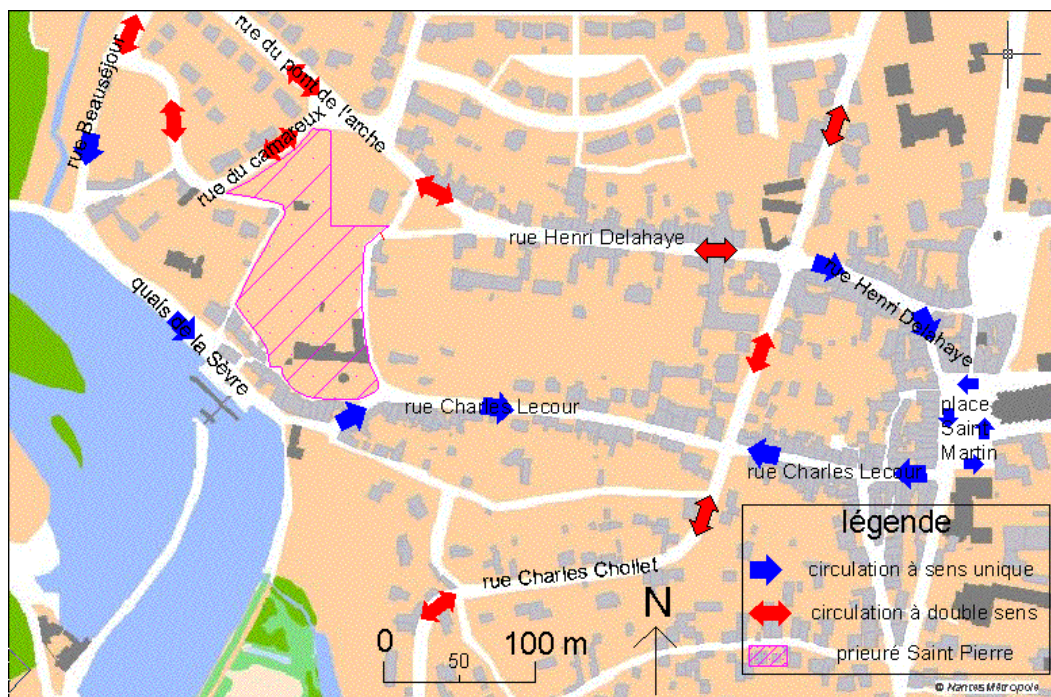 rue du pont de l'arche
rue Beauséjour
rue du camareux
rue Henri Delahaye
rue Henri Delahaye
quais de la Sèvre
rue Charles Lecour
place
Saint
Martin
rue Charles Lecour
rue Charles Chollet
N
0
50
100 m
légende
circulation à sens unique
circulation à double sens
prieuré Saint Pierre
© Nantes Métropole